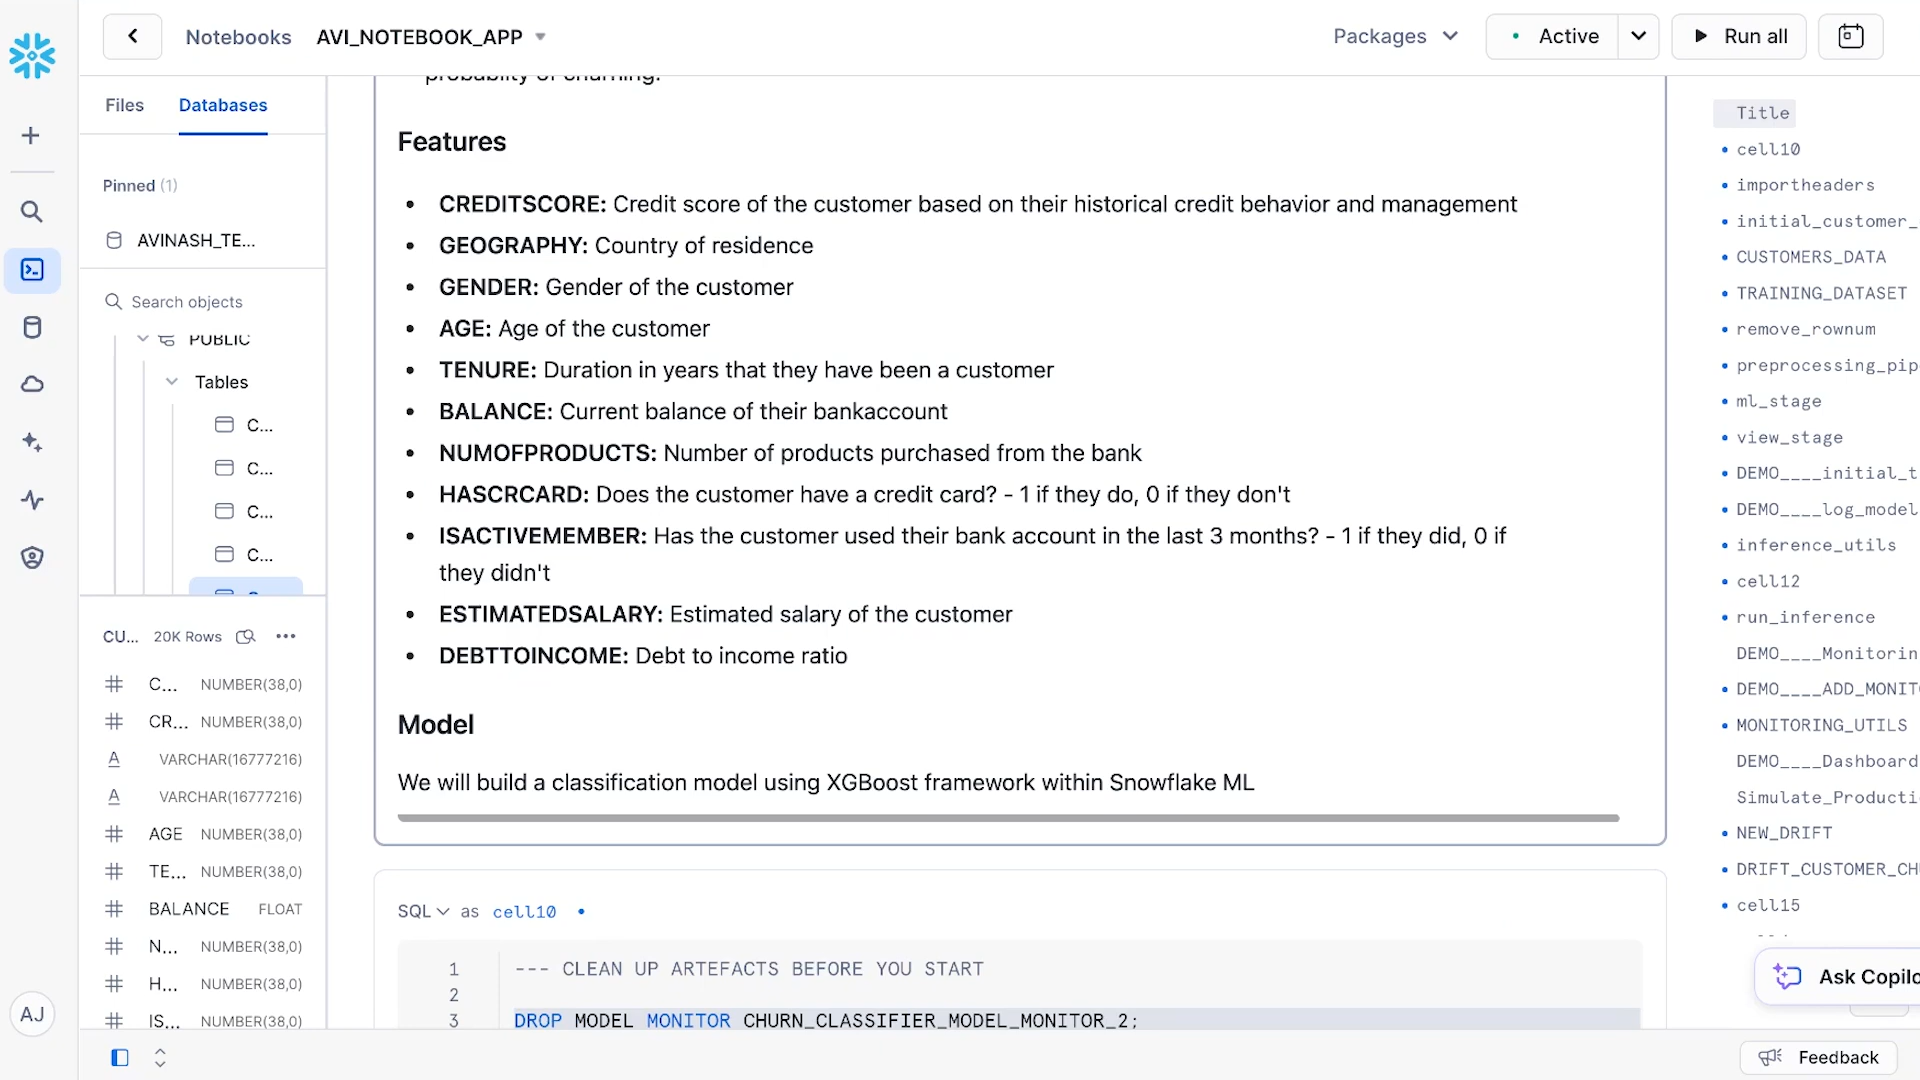 Notebooks AVI_NOTEBOOK_APP
Packages
Active
Run all
Files
Databases
Pinned (1)
AVINASH_TE...
Search objects
PUBLIC
Tables
C...
C...
C...
C...
CU... 20K Rows
C... NUMBER(38,0)
CR... NUMBER(38,0)
A VARCHAR(16777216)
A VARCHAR(16777216)
AGE NUMBER(38,0)
TE... NUMBER(38,0)
BALANCE FLOAT
N... NUMBER(38,0)
H... NUMBER(38,0)
IS... NUMBER(38,0)
AJ
probablity of churning.
Features
• CREDITSCORE: Credit score of the customer based on their historical credit behavior and management
• GEOGRAPHY: Country of residence
• GENDER: Gender of the customer
• AGE: Age of the customer
• TENURE: Duration in years that they have been a customer
• BALANCE: Current balance of their bankaccount
• NUMOFPRODUCTS: Number of products purchased from the bank
• HASCRCARD: Does the customer have a credit card? - 1 if they do, 0 if they don't
• ISACTIVEMEMBER: Has the customer used their bank account in the last 3 months? - 1 if they did, 0 if
they didn't
• ESTIMATEDSALARY: Estimated salary of the customer
• DEBTTOINCOME: Debt to income ratio
Model
We will build a classification model using XGBoost framework within Snowflake ML
SQL as cell10
1 --- CLEAN UP ARTEFACTS BEFORE YOU START
2
3 DROP MODEL MONITOR CHURN_CLASSIFIER_MODEL_MONITOR_2;
Title
cell10
importheaders
initial_customer_
CUSTOMERS_DATA
TRAINING_DATASET
remove_rownum
preprocessing_pip
ml_stage
view_stage
DEMO____initial_t
DEMO____log_model
inference_utils
cell12
run_inference
DEMO____Monitorin
DEMO____ADD_MONIT
MONITORING_UTILS
DEMO____Dashboard
Simulate_Producti
NEW_DRIFT
DRIFT_CUSTOMER_CH
cell15
Ask Copilo
Feedback